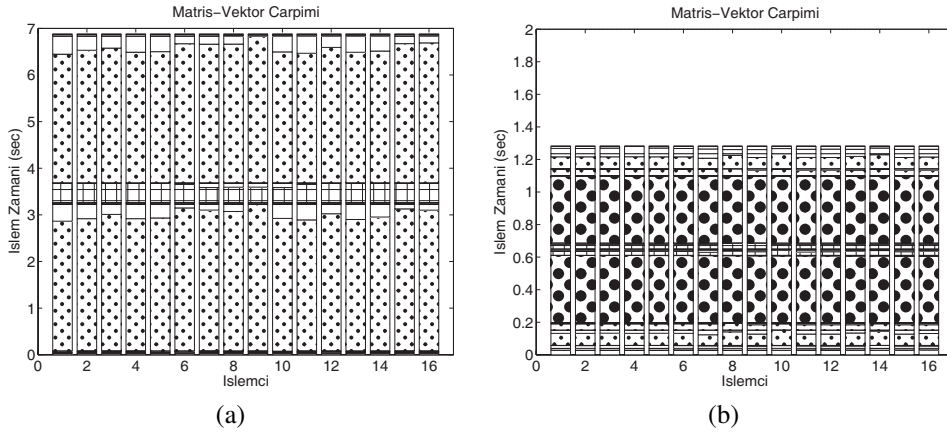 Matris−Vektor Carpimi
7
6
5
4
3
2
1
0
Islem Zamani (sec)
0 2 4 6 8 10 12 14 16
Islemci
(a)
Matris−Vektor Carpimi
2
1.8
1.6
1.4
1.2
1
0.8
0.6
0.4
0.2
0
Islem Zamani (sec)
0 2 4 6 8 10 12 14 16
Islemci
(b)